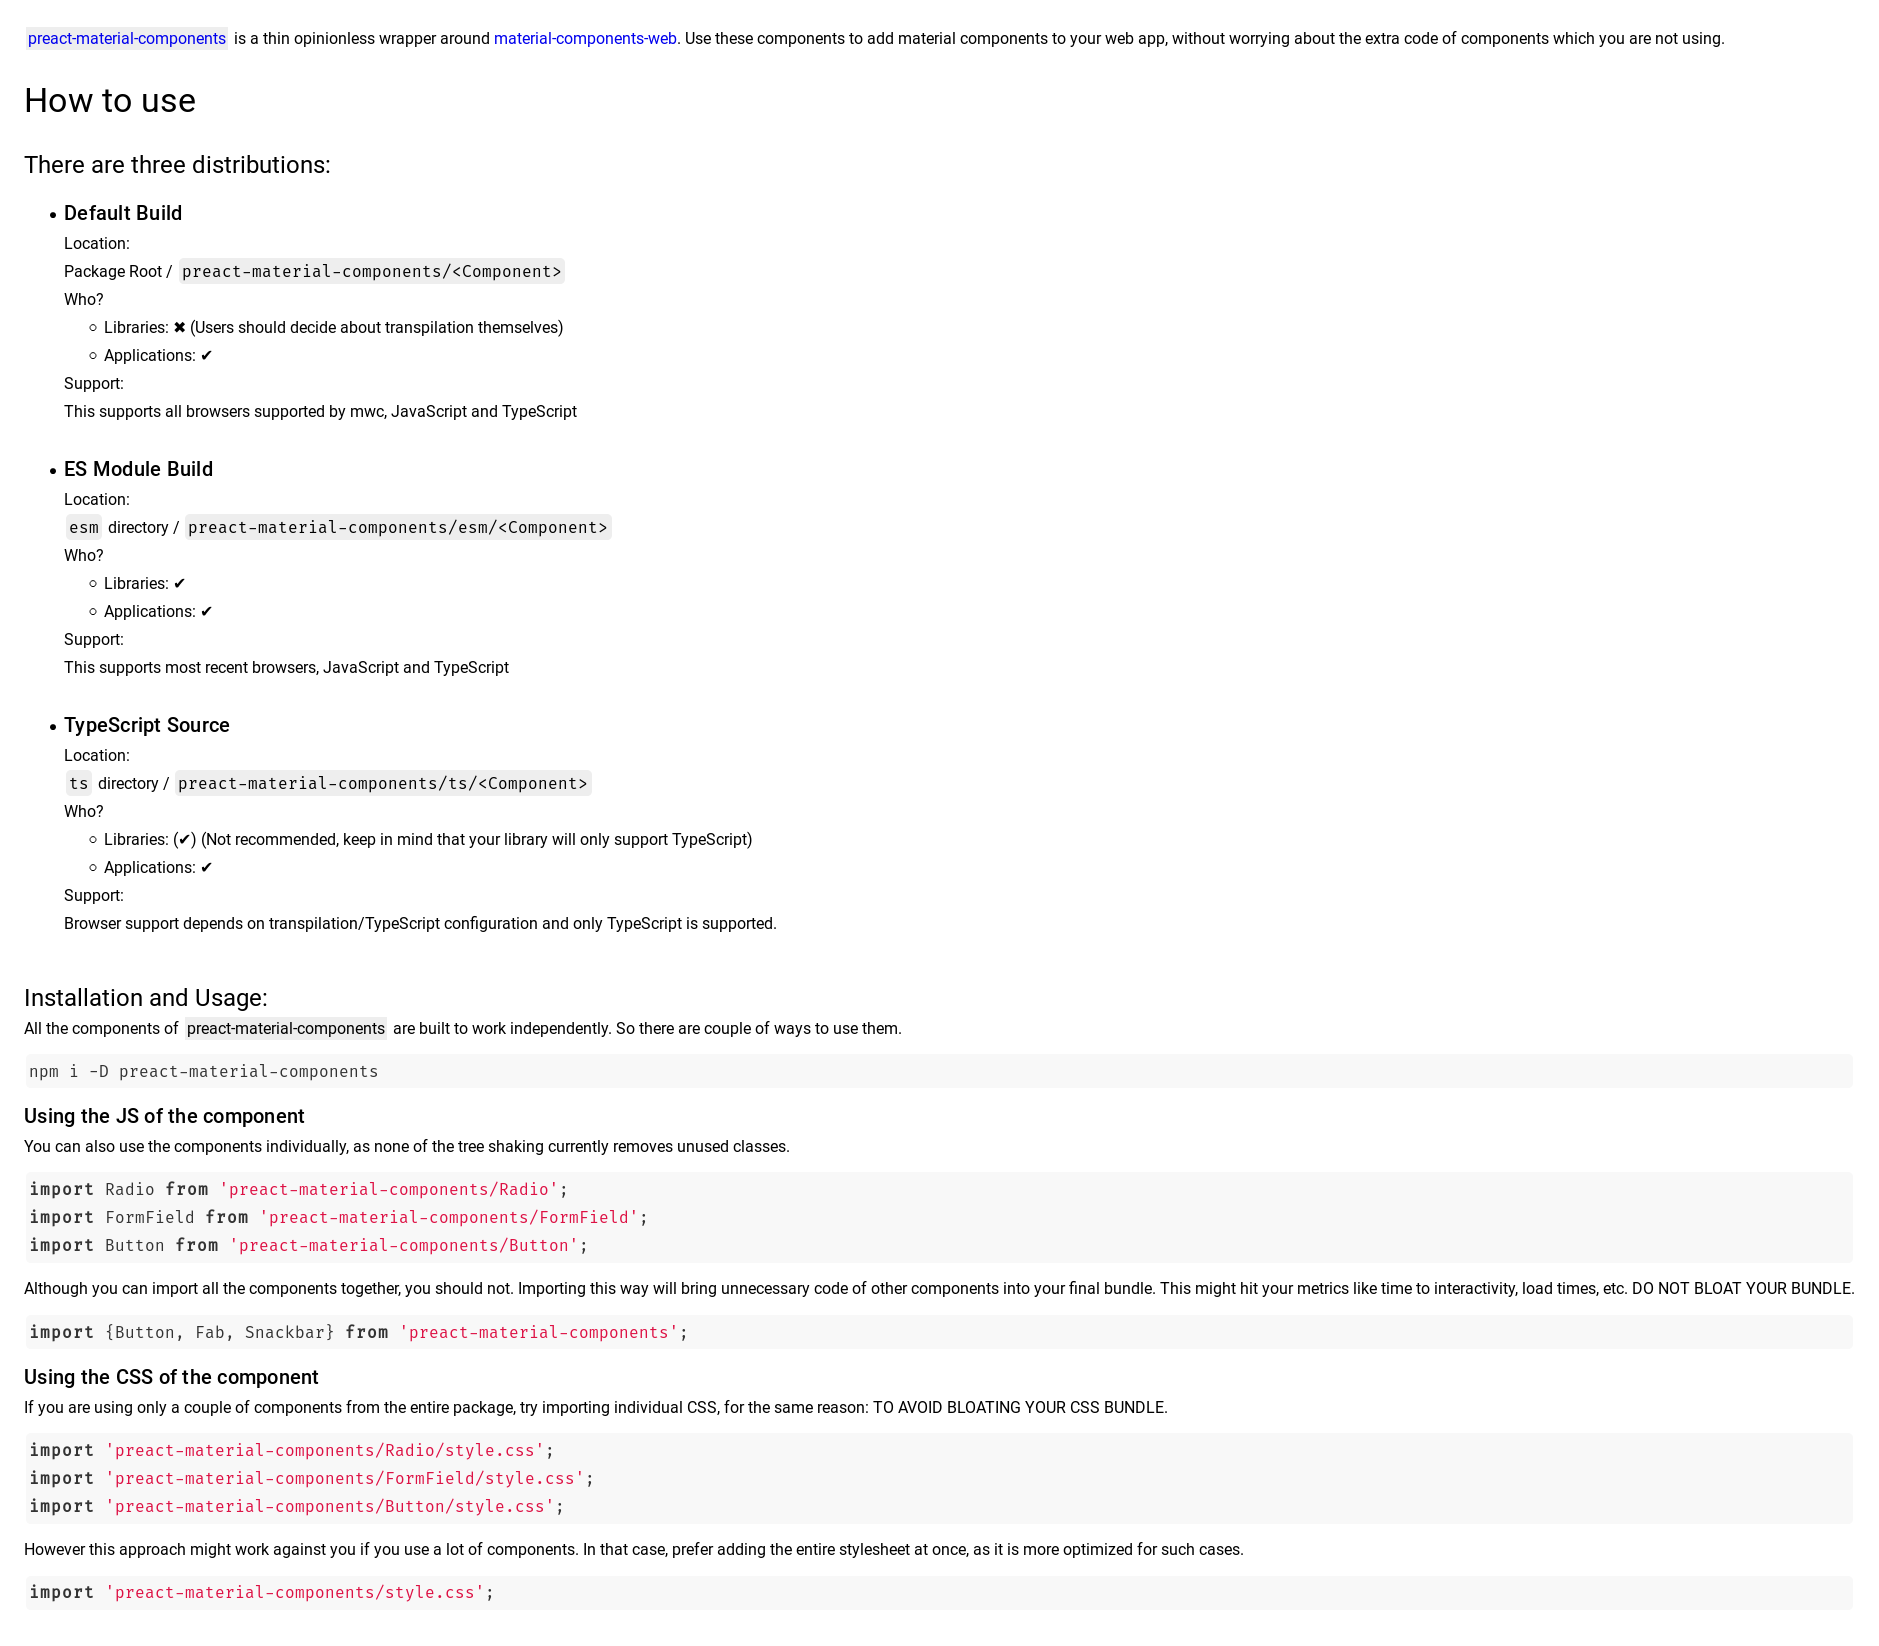 preact-material-components is a thin opinionless wrapper around material-components-web. Use these components to add material components to your web app, without worrying about the extra code of components which you are not using.
How to use
There are three distributions:
• Default Build
Location:
Package Root / preact-material-components/<Component>
Who?
○ Libraries: ✖ (Users should decide about transpilation themselves)
○ Applications: ✔
Support:
This supports all browsers supported by mwc, JavaScript and TypeScript
• ES Module Build
Location:
esm directory / preact-material-components/esm/<Component>
Who?
○ Libraries: ✔
○ Applications: ✔
Support:
This supports most recent browsers, JavaScript and TypeScript
• TypeScript Source
Location:
ts directory / preact-material-components/ts/<Component>
Who?
○ Libraries: (✔) (Not recommended, keep in mind that your library will only support TypeScript)
○ Applications: ✔
Support:
Browser support depends on transpilation/TypeScript configuration and only TypeScript is supported.
Installation and Usage:
All the components of preact-material-components are built to work independently. So there are couple of ways to use them.
npm i -D preact-material-components
Using the JS of the component
You can also use the components individually, as none of the tree shaking currently removes unused classes.
import Radio from 'preact-material-components/Radio';
import FormField from 'preact-material-components/FormField';
import Button from 'preact-material-components/Button';
Although you can import all the components together, you should not. Importing this way will bring unnecessary code of other components into your final bundle. This might hit your metrics like time to interactivity, load times, etc. DO NOT BLOAT YOUR BUNDLE.
import {Button, Fab, Snackbar} from 'preact-material-components';
Using the CSS of the component
If you are using only a couple of components from the entire package, try importing individual CSS, for the same reason: TO AVOID BLOATING YOUR CSS BUNDLE.
import 'preact-material-components/Radio/style.css';
import 'preact-material-components/FormField/style.css';
import 'preact-material-components/Button/style.css';
However this approach might work against you if you use a lot of components. In that case, prefer adding the entire stylesheet at once, as it is more optimized for such cases.
import 'preact-material-components/style.css';